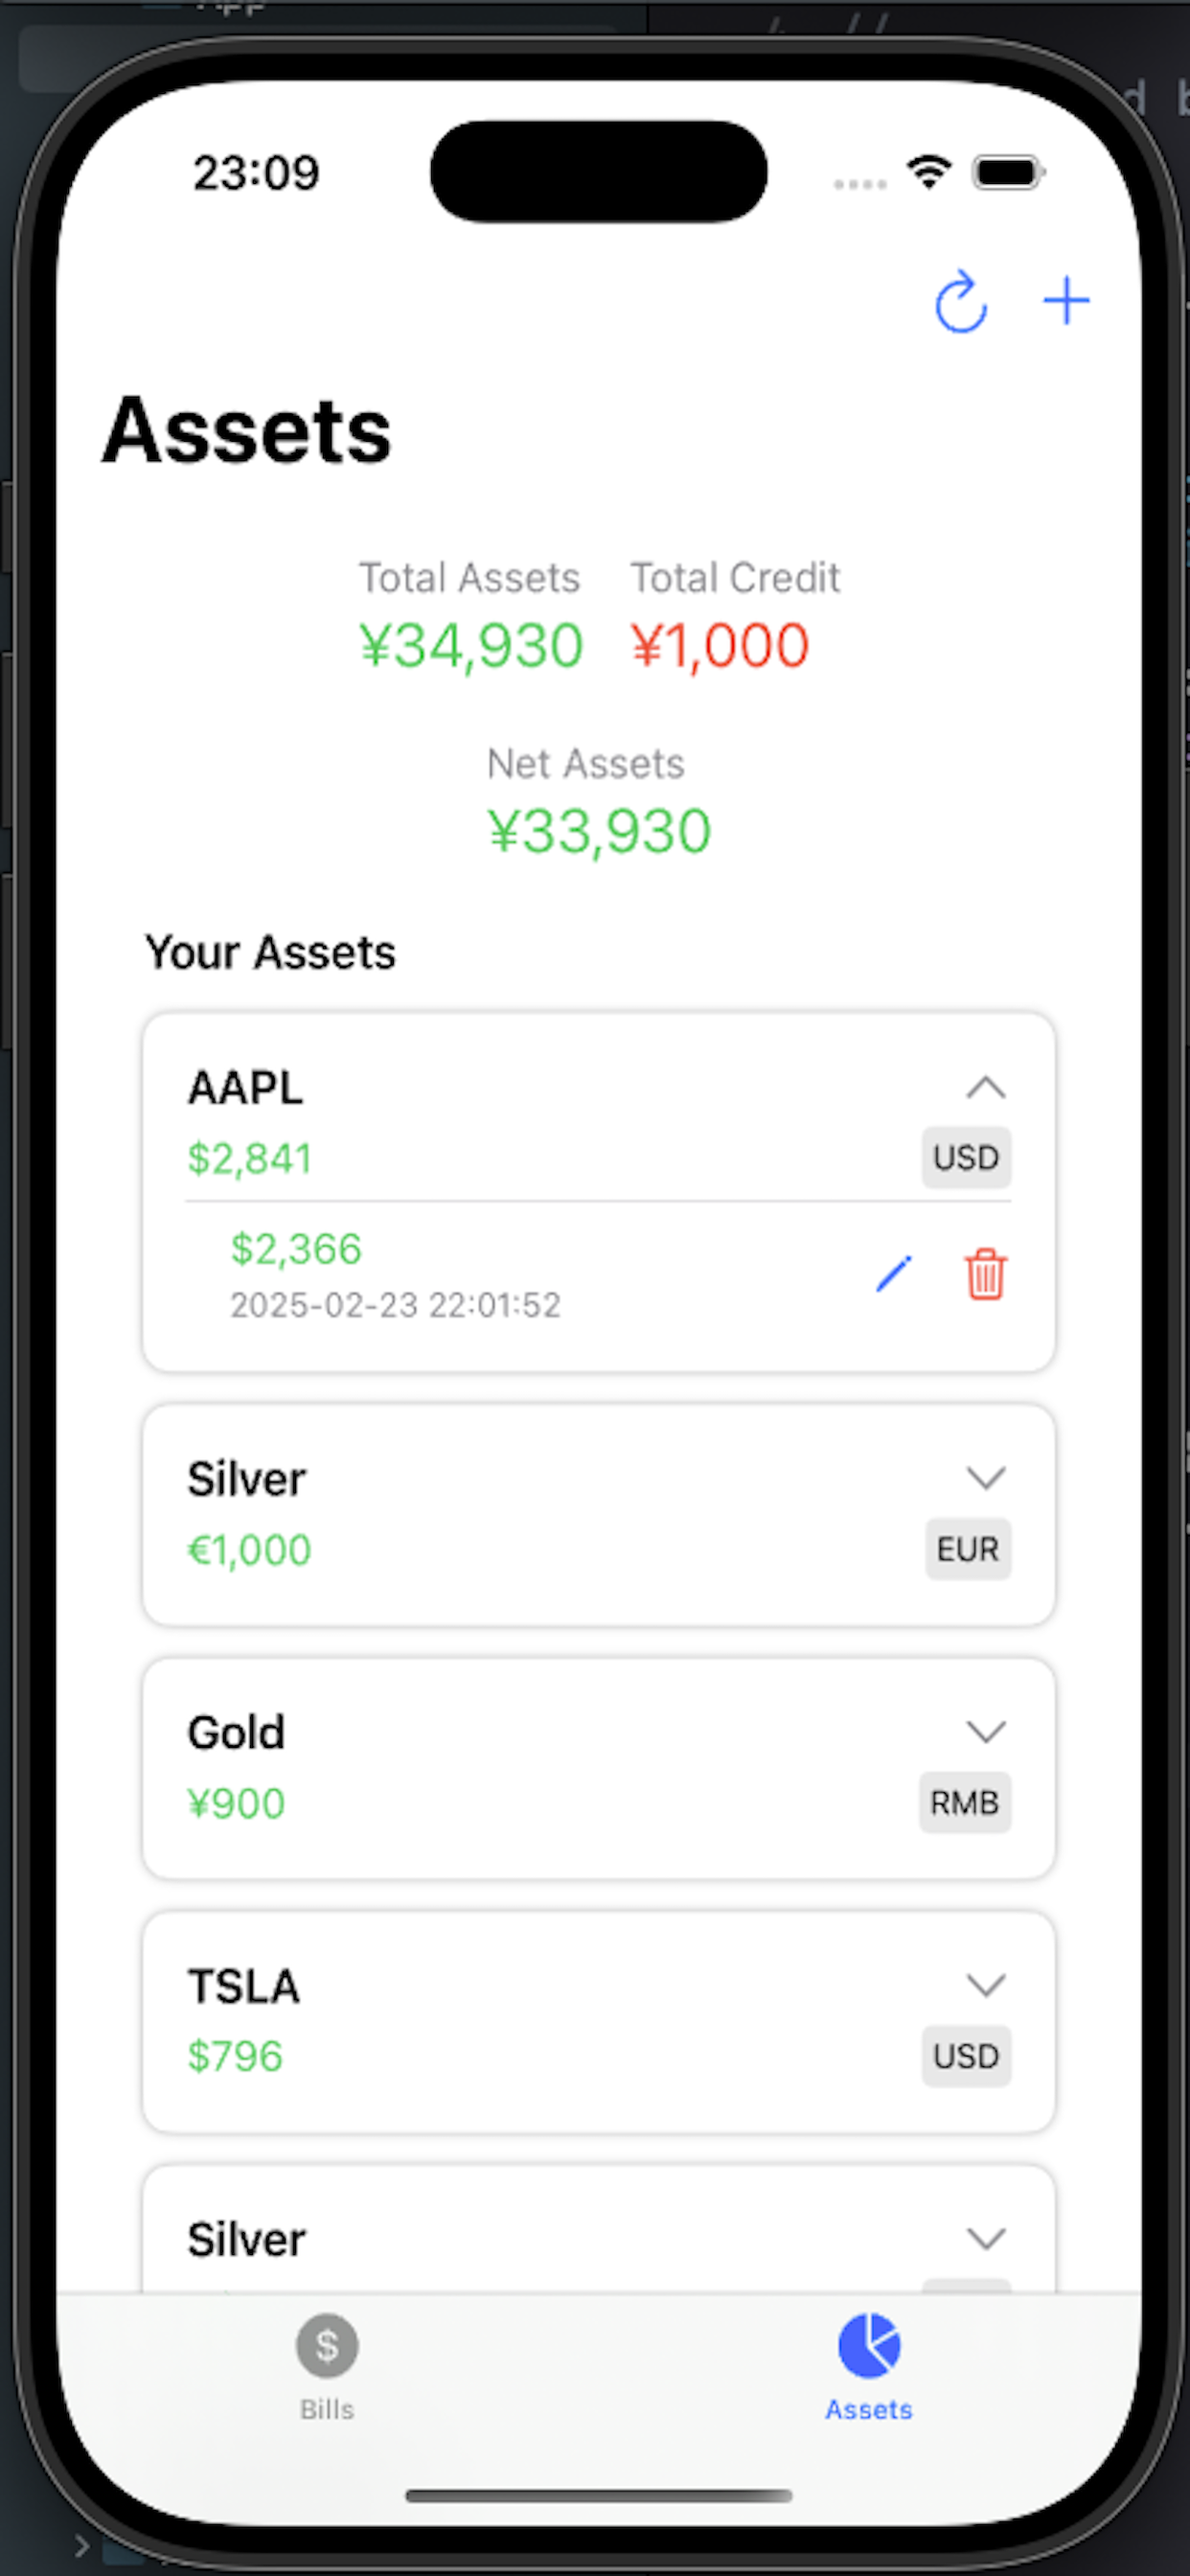 App
//
d b
23:09
Assets
Total Assets Total Credit
¥34,930 ¥1,000
Net Assets
¥33,930
Your Assets
AAPL
$2,841 USD
$2,366
2025-02-23 22:01:52
Silver
€1,000 EUR
Gold
¥900 RMB
TSLA
$796 USD
Silver
$
Bills Assets